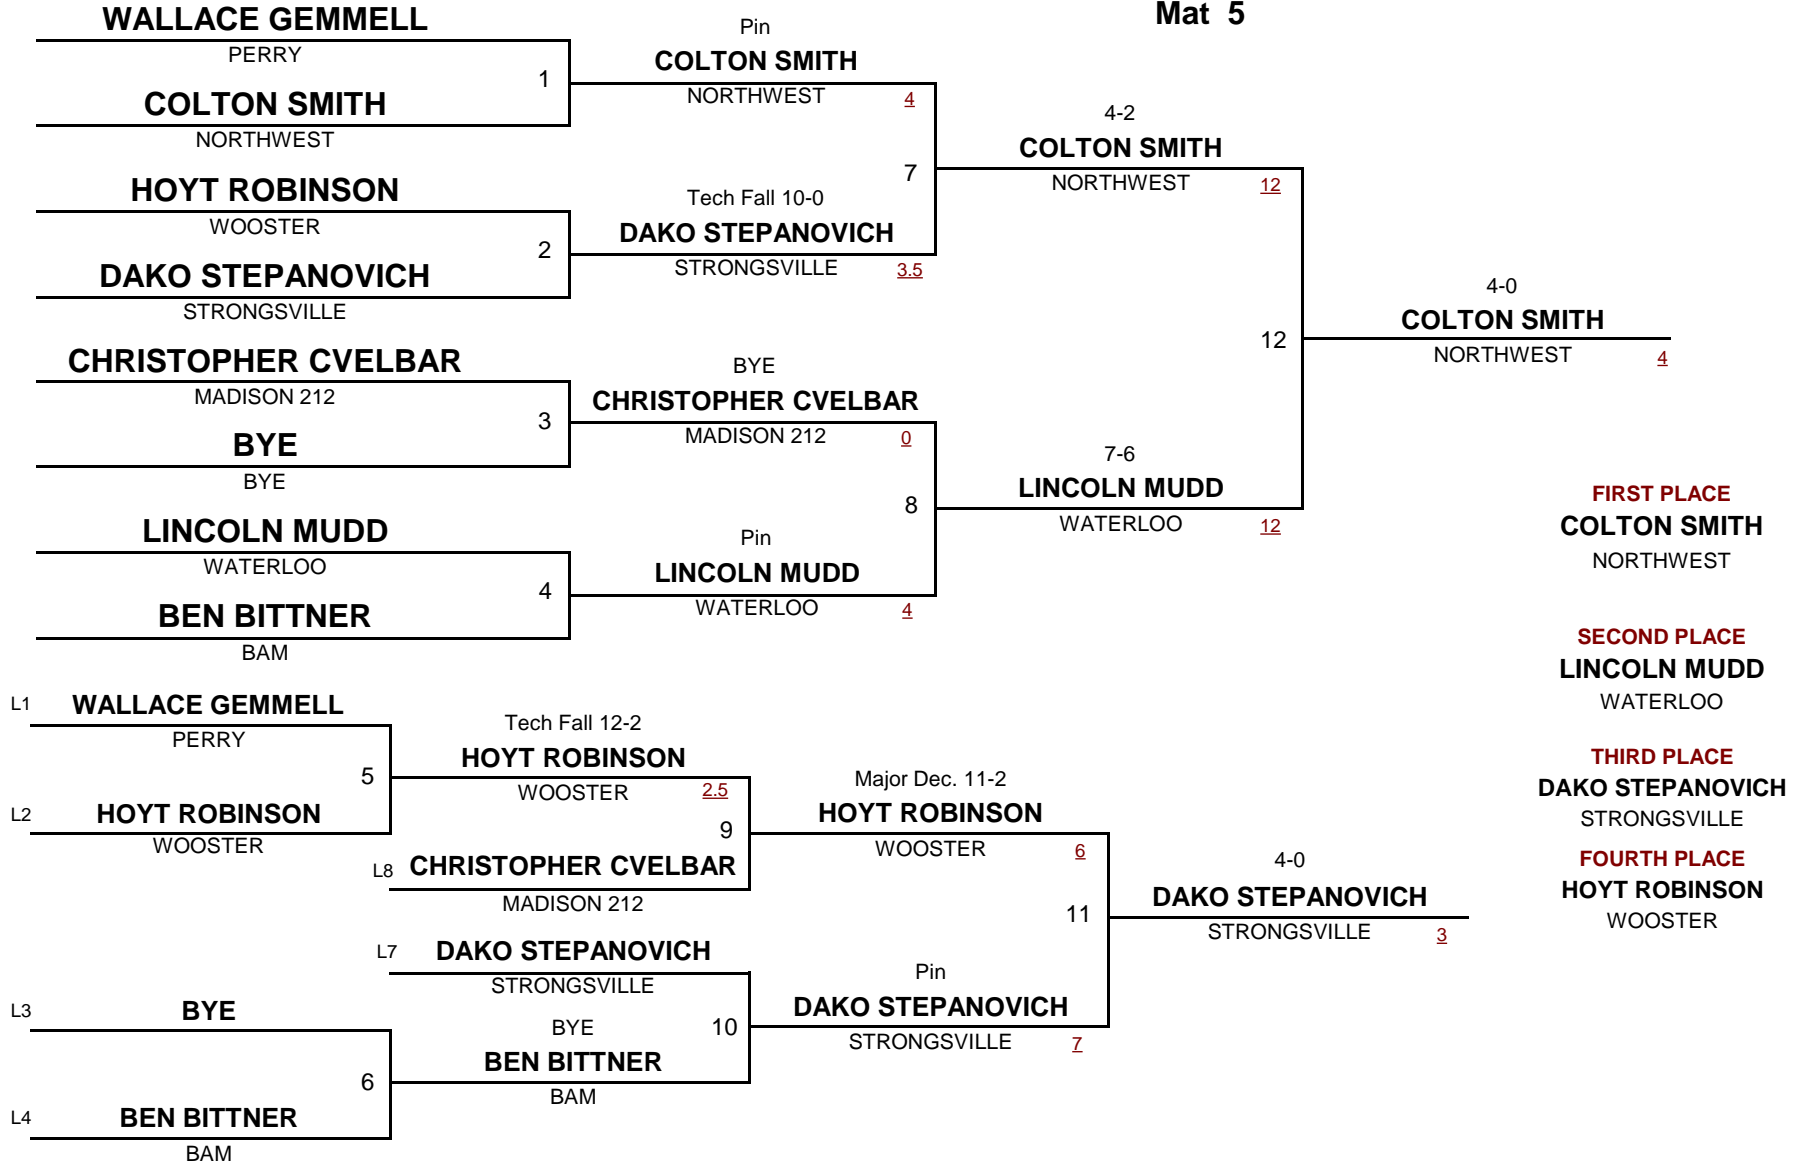 Mat 5
WALLACE GEMMELL
PERRY
1
COLTON SMITH
NORTHWEST
HOYT ROBINSON
WOOSTER
2
DAKO STEPANOVICH
STRONGSVILLE
CHRISTOPHER CVELBAR
MADISON 212
3
BYE
BYE
LINCOLN MUDD
WATERLOO
4
BEN BITTNER
BAM
Pin
COLTON SMITH
NORTHWEST 4
7
Tech Fall 10-0
DAKO STEPANOVICH
STRONGSVILLE 3.5
BYE
CHRISTOPHER CVELBAR
MADISON 212 0
8
Pin
LINCOLN MUDD
WATERLOO 4
4-2
COLTON SMITH
NORTHWEST 12
12
7-6
LINCOLN MUDD
WATERLOO 12
4-0
COLTON SMITH
NORTHWEST 4
L1 WALLACE GEMMELL
PERRY
5
L2 HOYT ROBINSON
WOOSTER
L3 BYE
6
L4 BEN BITTNER
BAM
Tech Fall 12-2
HOYT ROBINSON
WOOSTER 2.5
9
L8 CHRISTOPHER CVELBAR
MADISON 212
L7 DAKO STEPANOVICH
STRONGSVILLE
BYE 10
BEN BITTNER
BAM
Major Dec. 11-2
HOYT ROBINSON
WOOSTER 6
11
Pin
DAKO STEPANOVICH
STRONGSVILLE 7
4-0
DAKO STEPANOVICH
STRONGSVILLE 3
FIRST PLACE
COLTON SMITH
NORTHWEST
SECOND PLACE
LINCOLN MUDD
WATERLOO
THIRD PLACE
DAKO STEPANOVICH
STRONGSVILLE
FOURTH PLACE
HOYT ROBINSON
WOOSTER